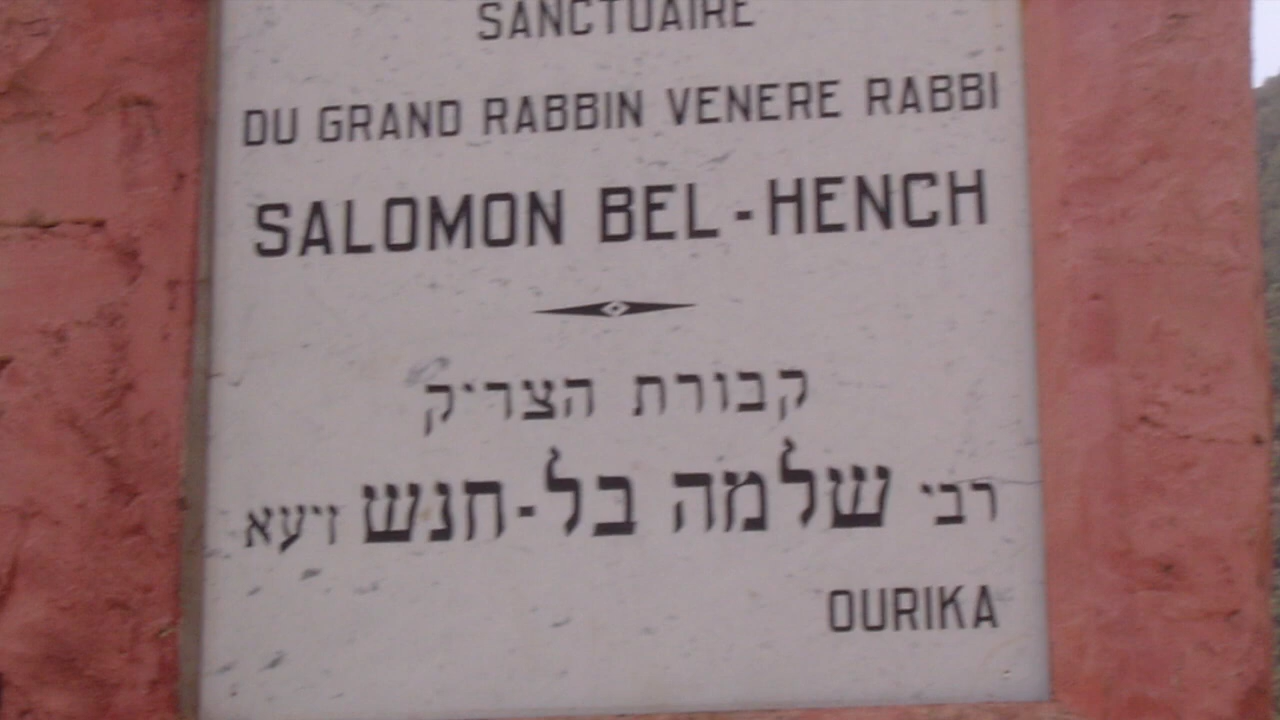 SANCTUAIRE
DU GRAND RABBIN VENERE RABBI
SALOMON BEL-HENCH
קבורת הצדיק
רבי שלמה בל-חנש זיעא
OURIKA